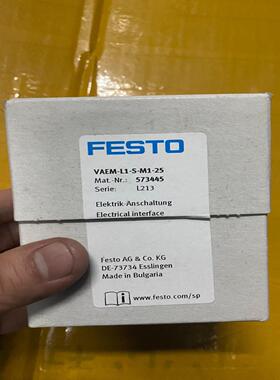 FESTO
VAEM-L1-S-M1-25
Mat.-Nr.: 573445
Serie: L213
Elektrik-Anschaltung
Electrical interface
Festo AG & Co. KG
DE-73734 Esslingen
Made in Bulgaria
www.festo.com/sp